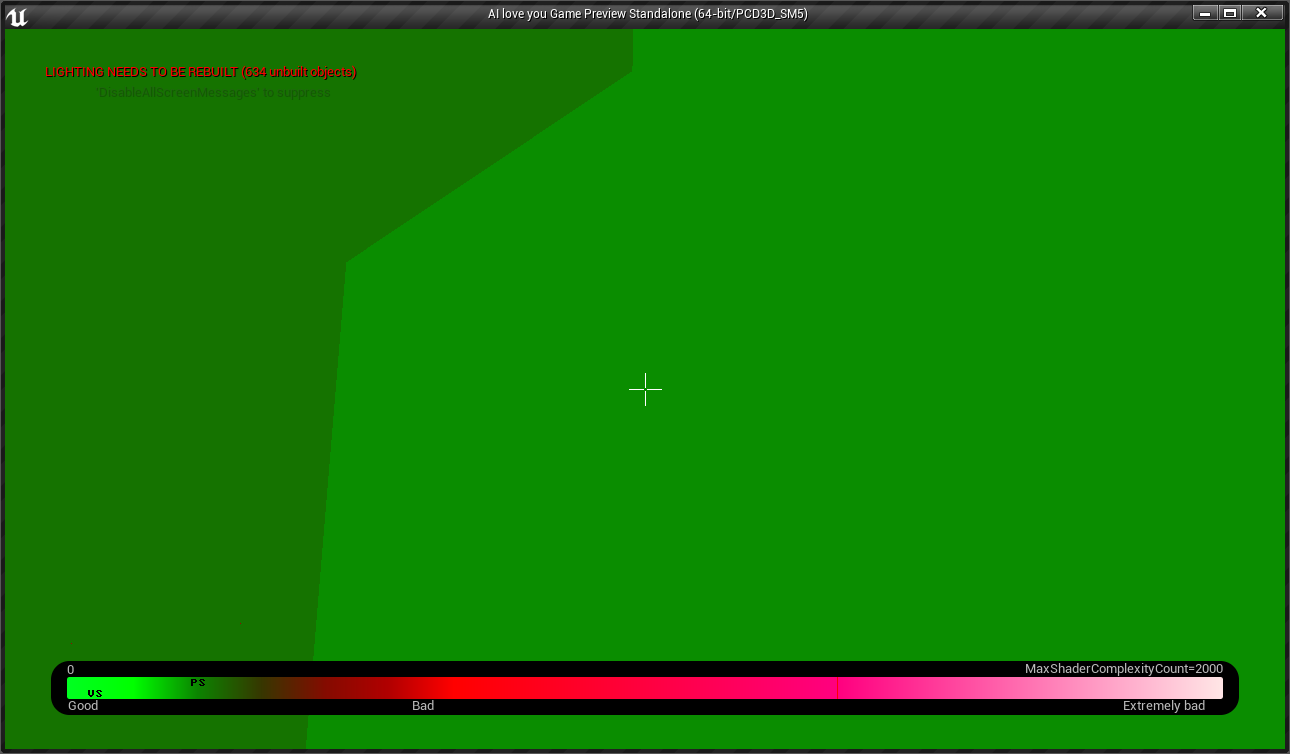 AI love you Game Preview Standalone (64-bit/PCD3D_SM5)
LIGHTING NEEDS TO BE REBUILT (634 unbuilt objects)
'DisableAllScreenMessages' to suppress
0 MaxShaderComplexityCount=2000
PS
VS
Good Bad Extremely bad